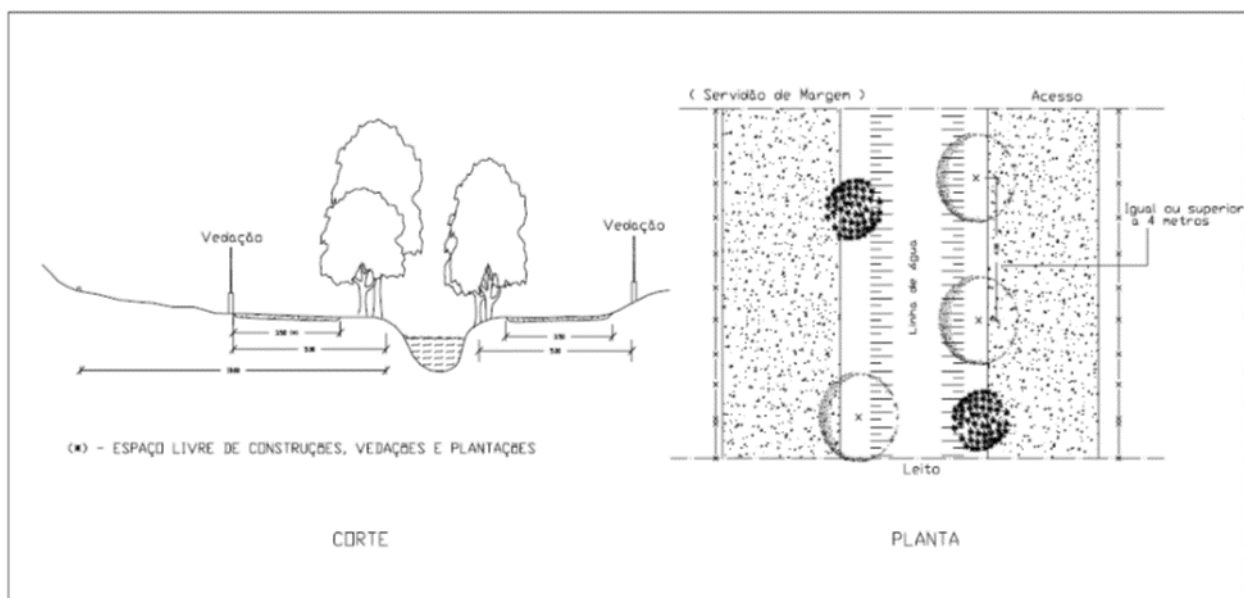 Vedação
Vedação
(*) - ESPAÇO LIVRE DE CONSTRUÇÕES, VEDAÇÕES E PLANTAÇÕES
CORTE
( Servidão de Margem )
Acesso
Igual ou superior
a 4 metros
Linha de água
Leito
PLANTA